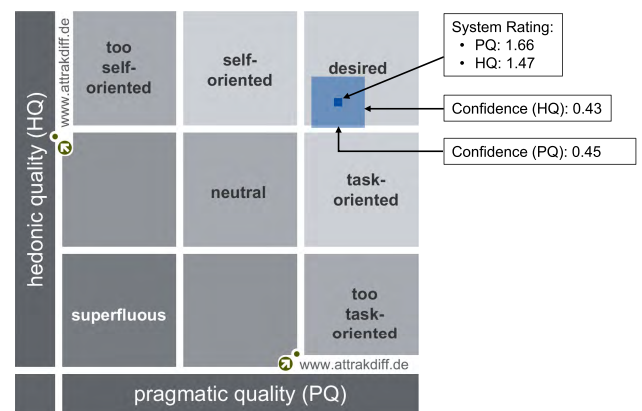 www.attrakdiff.de
hedonic quality (HQ)
too
self-
oriented
self-
oriented
desired
System Rating:
• PQ: 1.66
• HQ: 1.47
Confidence (HQ): 0.43
Confidence (PQ): 0.45
neutral
task-
oriented
superfluous
too
task-
oriented
www.attrakdiff.de
pragmatic quality (PQ)